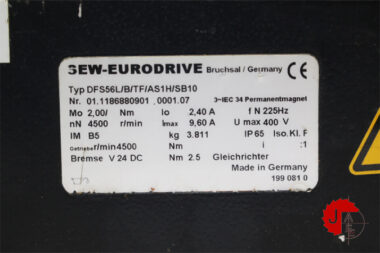 SEW-EURODRIVE Bruchsal / Germany CE
Typ DFS56L/B/TF/AS1H/SB10
Nr. 01.1186880901 .0001.07 3~IEC 34 Permanentmagnet
Mo 2,00/ Nm Io 2,40 A f N 225Hz
nN 4500 r/min Imax 9,60 A U max 400 V
IM B5 kg 3.811 IP 65 Iso.Kl. F
Getriebe r/min 4500 Nm i :1
Bremse V 24 DC Nm 2.5 Gleichrichter
Made in Germany
199 081 0